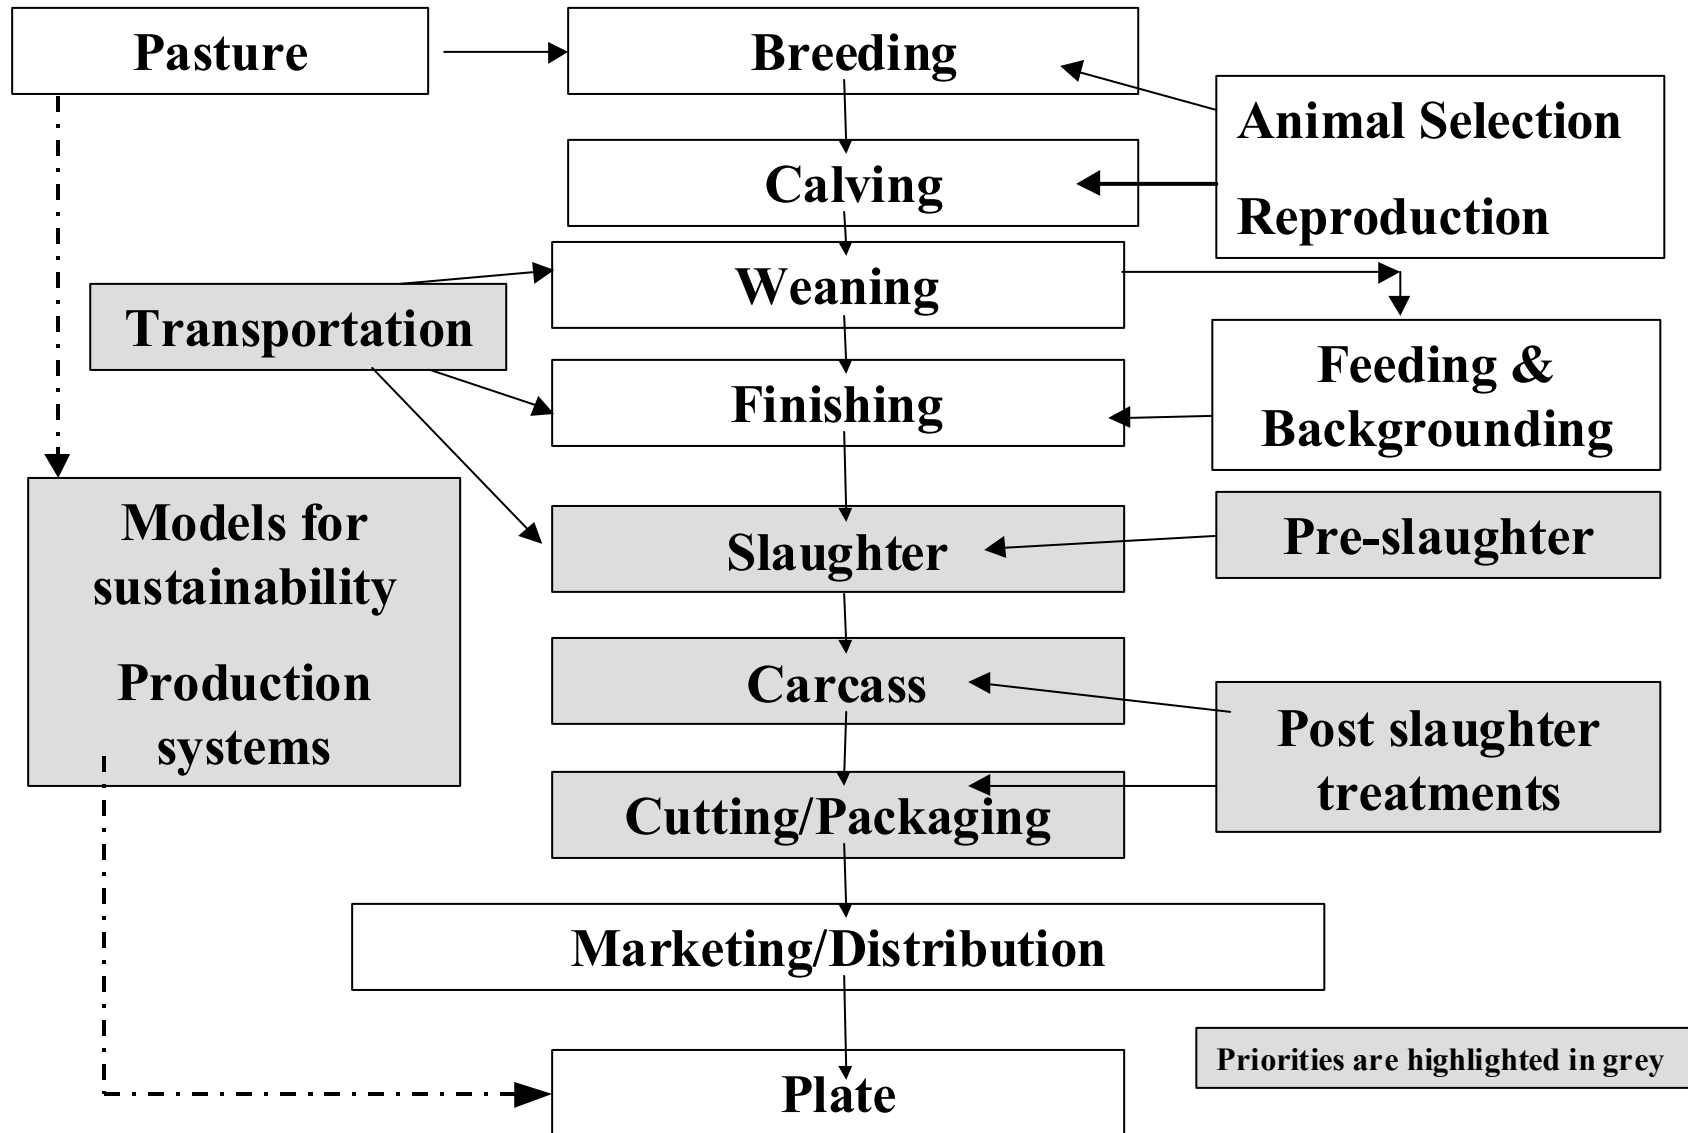 Pasture
Breeding
Animal Selection
Reproduction
Calving
Weaning
Transportation
Feeding &
Backgrounding
Finishing
Models for
sustainability
Production
systems
Slaughter
Pre-slaughter
Carcass
Post slaughter
treatments
Cutting/Packaging
Marketing/Distribution
Priorities are highlighted in grey
Plate